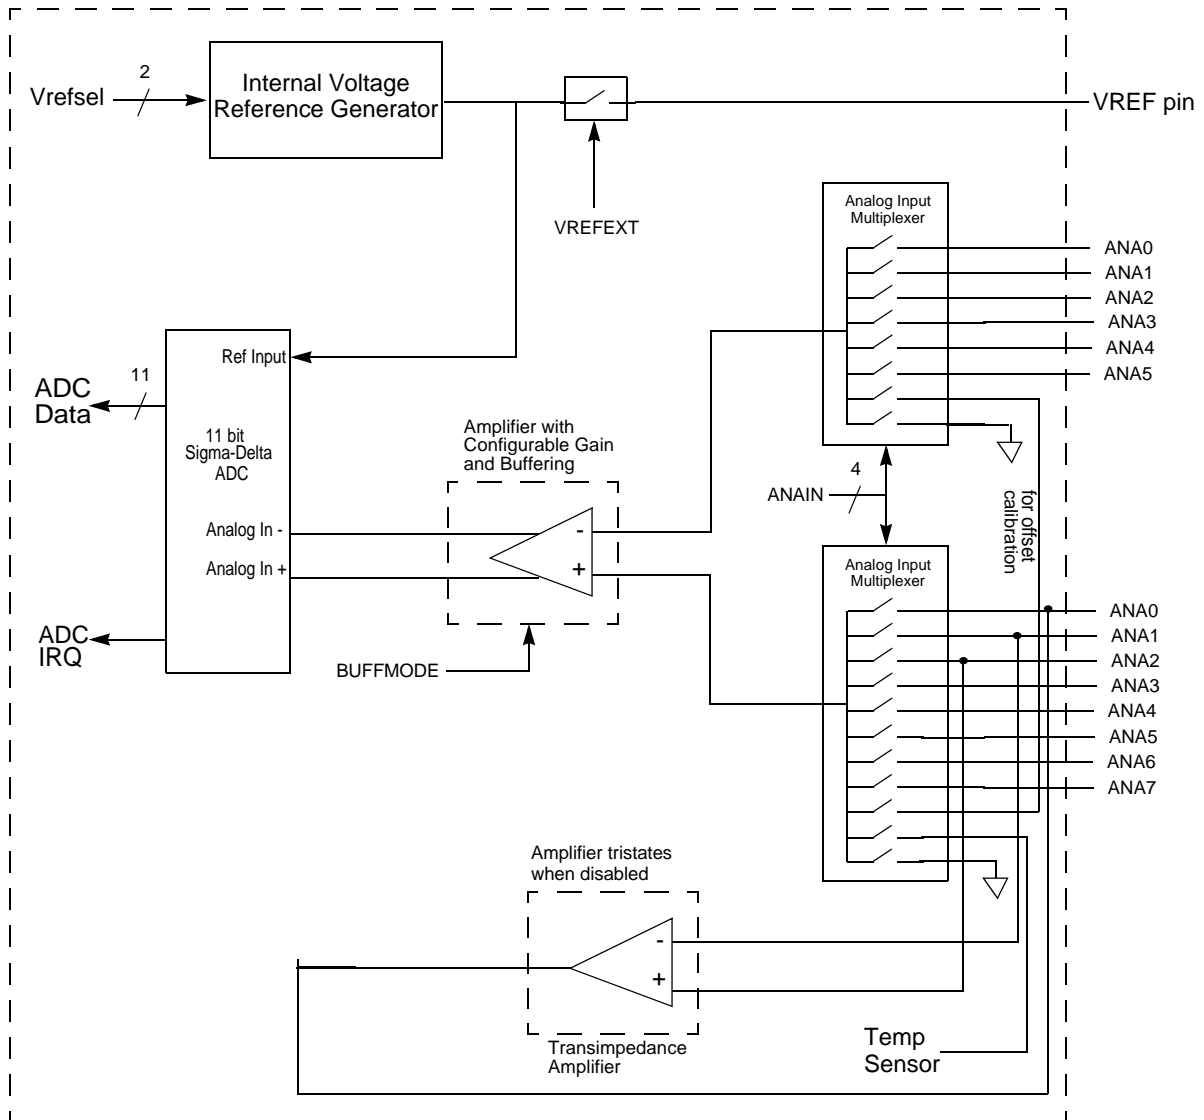 2
Vrefsel
Internal Voltage
Reference Generator
VREF pin
VREFEXT
Analog Input
Multiplexer
ANA0
ANA1
ANA2
ANA3
ANA4
ANA5
Ref Input
11
ADC
Data
11 bit
Sigma-Delta
ADC
Amplifier with
Configurable Gain
and Buffering
4
ANAIN
for offset
calibration
Analog In -
Analog In +
-
+
Analog Input
Multiplexer
ADC
IRQ
BUFFMODE
ANA0
ANA1
ANA2
ANA3
ANA4
ANA5
ANA6
ANA7
Amplifier tristates
when disabled
-
+
Transimpedance
Amplifier
Temp
Sensor